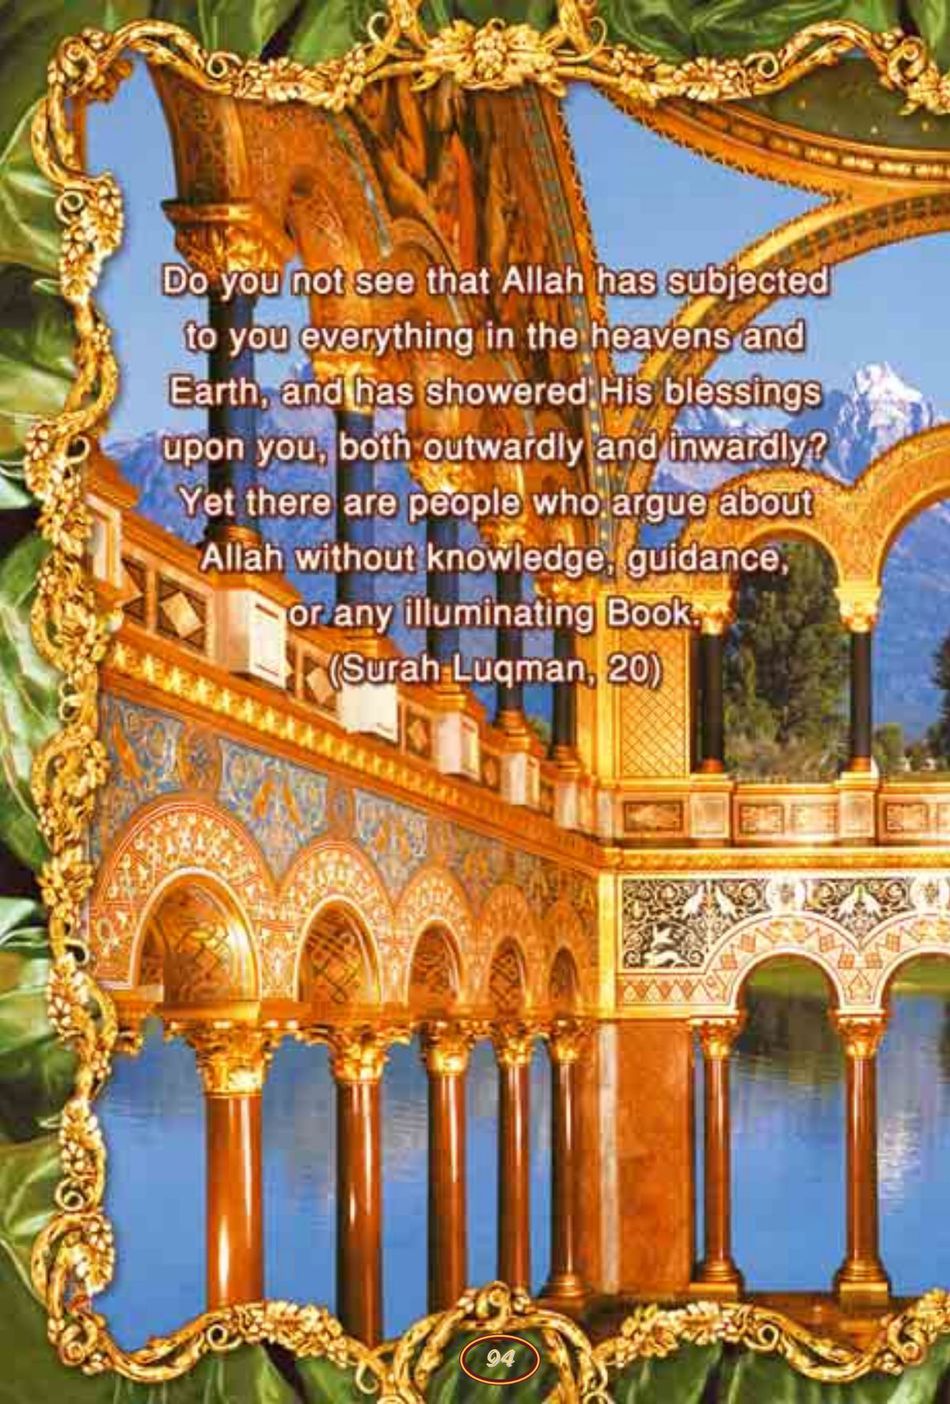 Do you not see that Allah has subjected
to you everything in the heavens and
Earth, and has showered His blessings
upon you, both outwardly and inwardly?
Yet there are people who argue about
Allah without knowledge, guidance,
or any illuminating Book.
(Surah Luqman, 20)
94